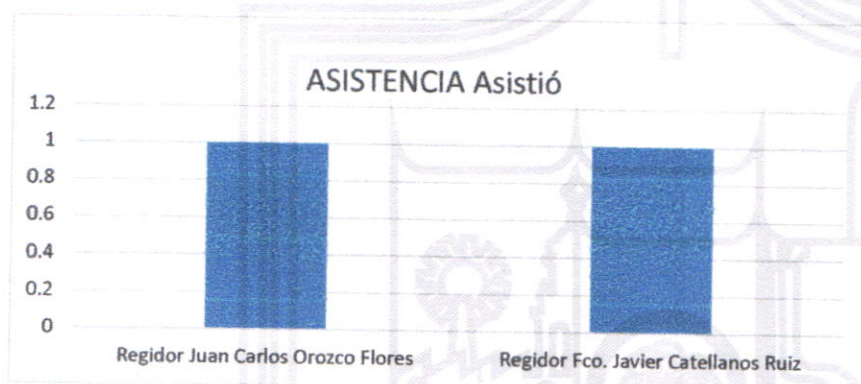 ASISTENCIA Asistió
1.2
1
0.8
0.6
0.4
0.2
0
Regidor Juan Carlos Orozco Flores
Regidor Fco. Javier Catellanos Ruiz